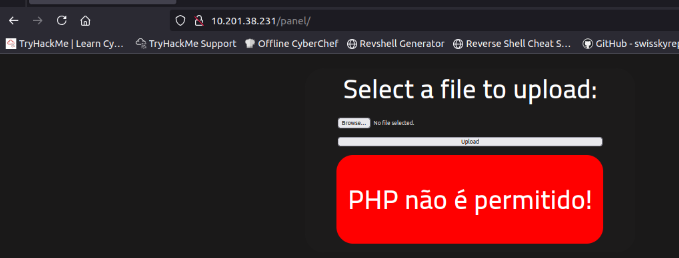 10.201.38.231/panel/
TryHackMe | Learn Cy… TryHackMe Support Offline CyberChef Revshell Generator Reverse Shell Cheat S… GitHub - swisskyrep
Select a file to upload:
Browse... No file selected.
Upload
PHP não é permitido!